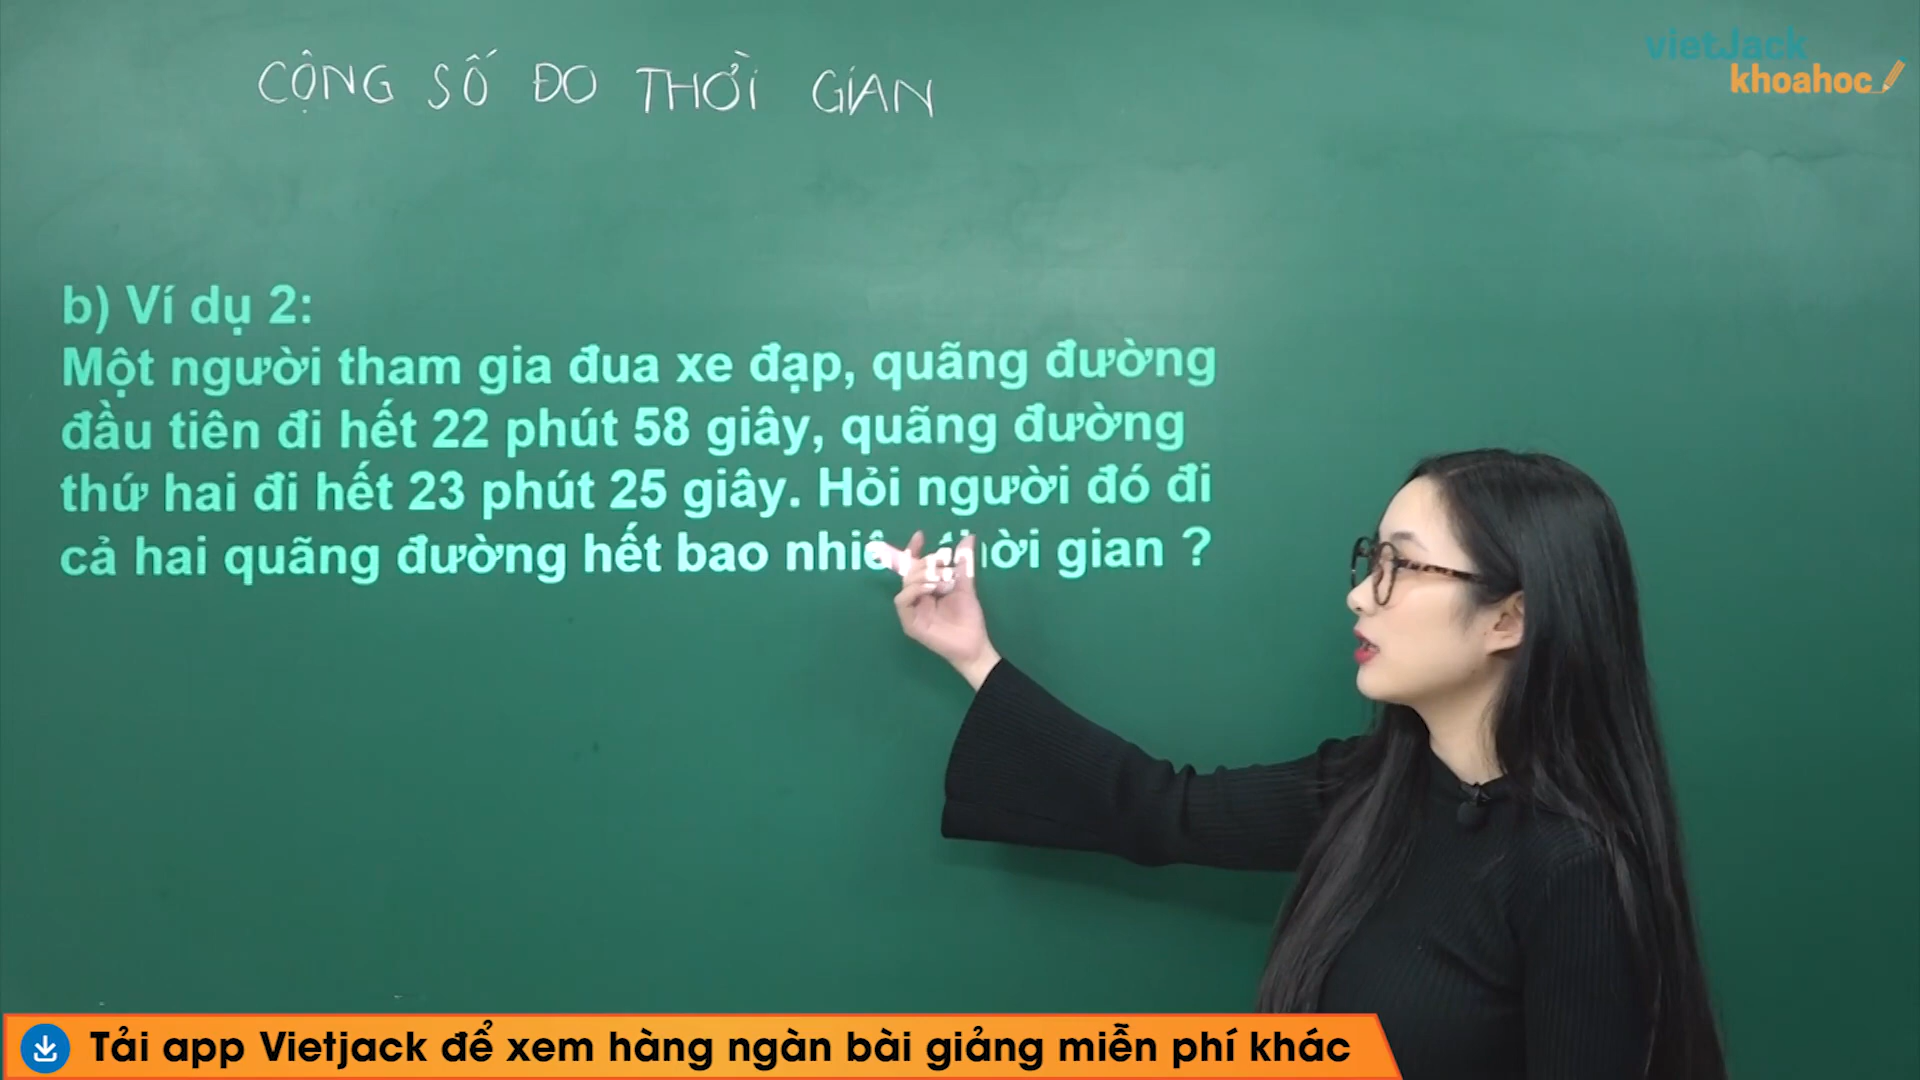 CỘNG SỐ ĐO THỜI GIAN
vietJack
khoahoc
b) Ví dụ 2:
Một người tham gia đua xe đạp, quãng đường
đầu tiên đi hết 22 phút 58 giây, quãng đường
thứ hai đi hết 23 phút 25 giây. Hỏi người đó đi
cả hai quãng đường hết bao nhiêu thời gian ?
Tải app Vietjack để xem hàng ngàn bài giảng miễn phí khác